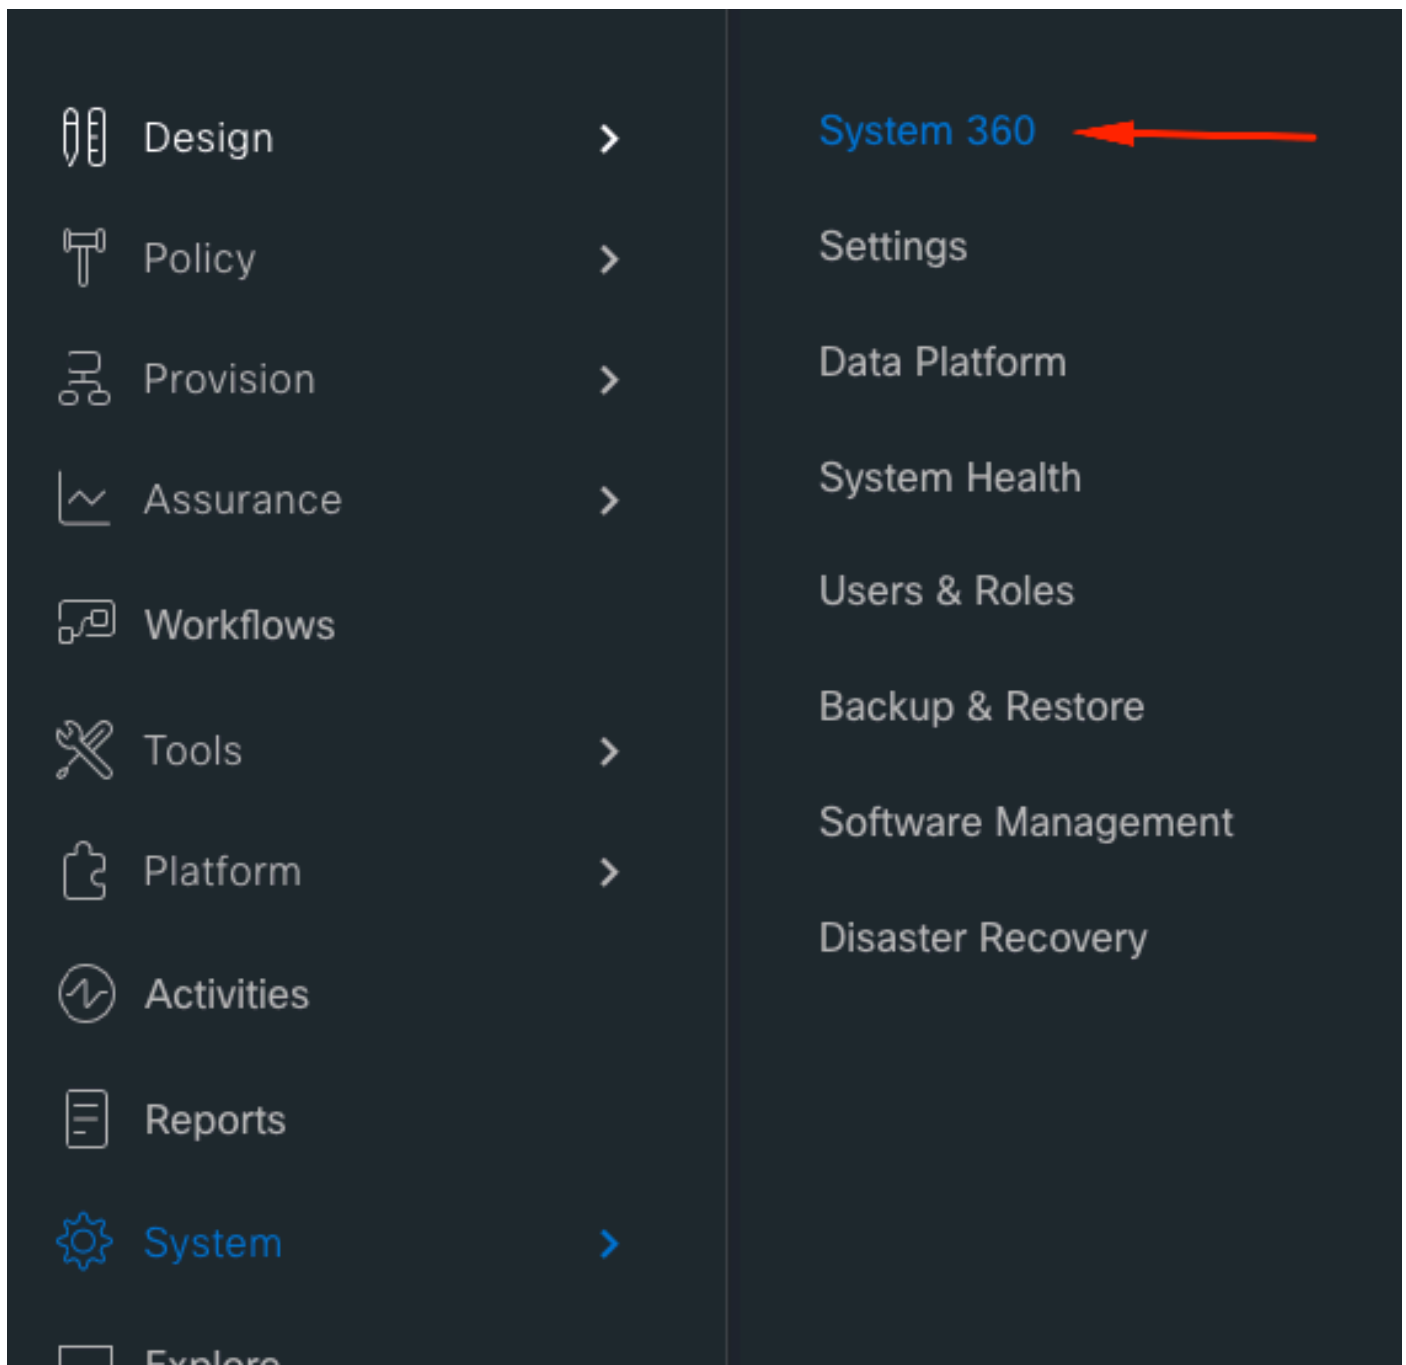 Design
Policy
Provision
Assurance
Workflows
Tools
Platform
Activities
Reports
System
Explore
System 360
Settings
Data Platform
System Health
Users & Roles
Backup & Restore
Software Management
Disaster Recovery